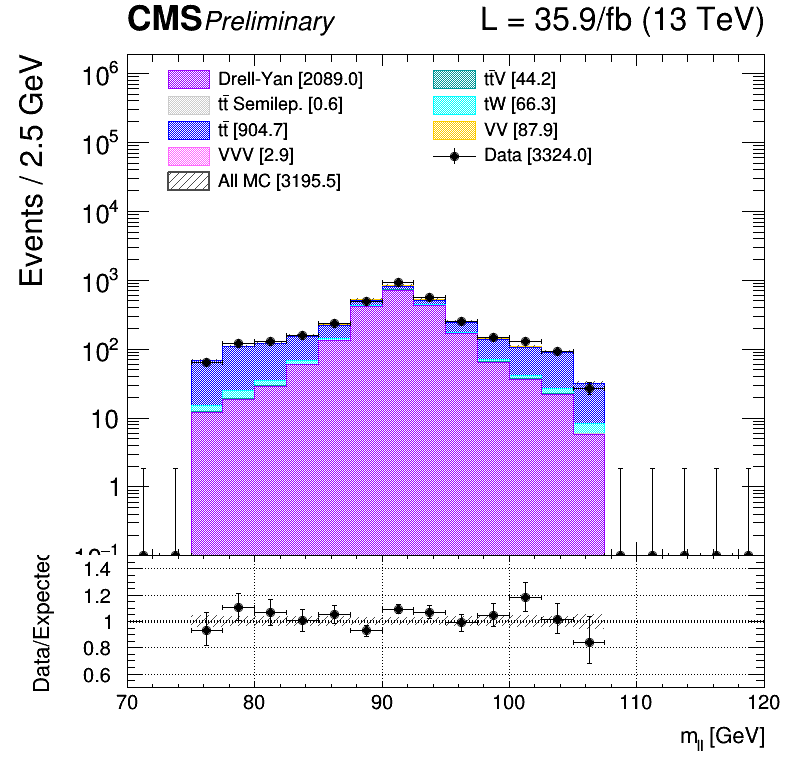 CMS Preliminary L = 35.9/fb (13 TeV)
Events / 2.5 GeV
Drell-Yan [2089.0]
tt̄ Semilep. [0.6]
tt̄ [904.7]
VVV [2.9]
All MC [3195.5]
tt̄V [44.2]
tW [66.3]
VV [87.9]
Data [3324.0]
10⁶
10⁵
10⁴
10³
10²
10
1
10⁻¹
Data/Expected
1.4
1.2
1
0.8
0.6
70 80 90 100 110 120
m_ll [GeV]